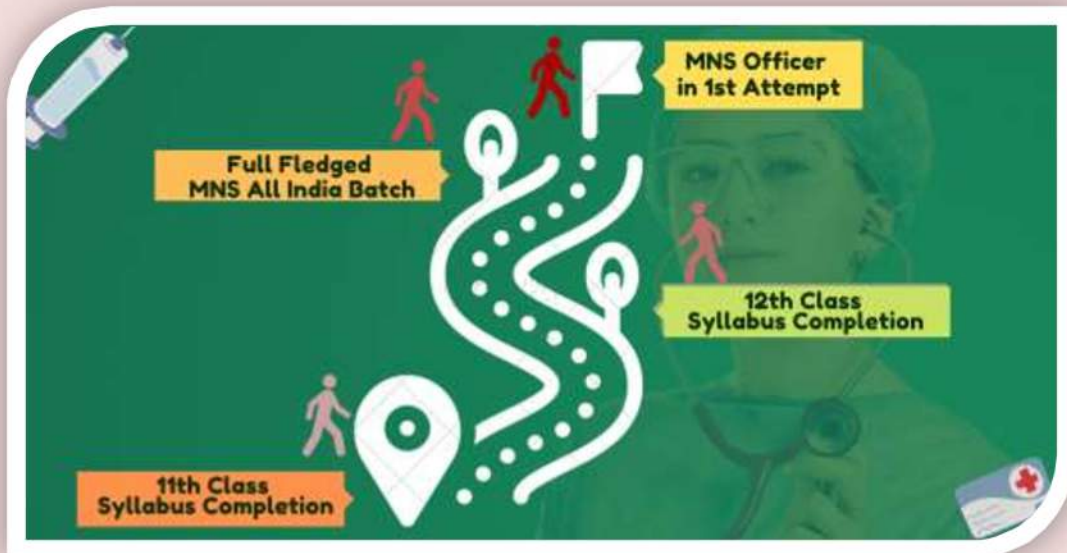 MNS Officer
in 1st Attempt
Full Fledged
MNS All India Batch
12th Class
Syllabus Completion
11th Class
Syllabus Completion